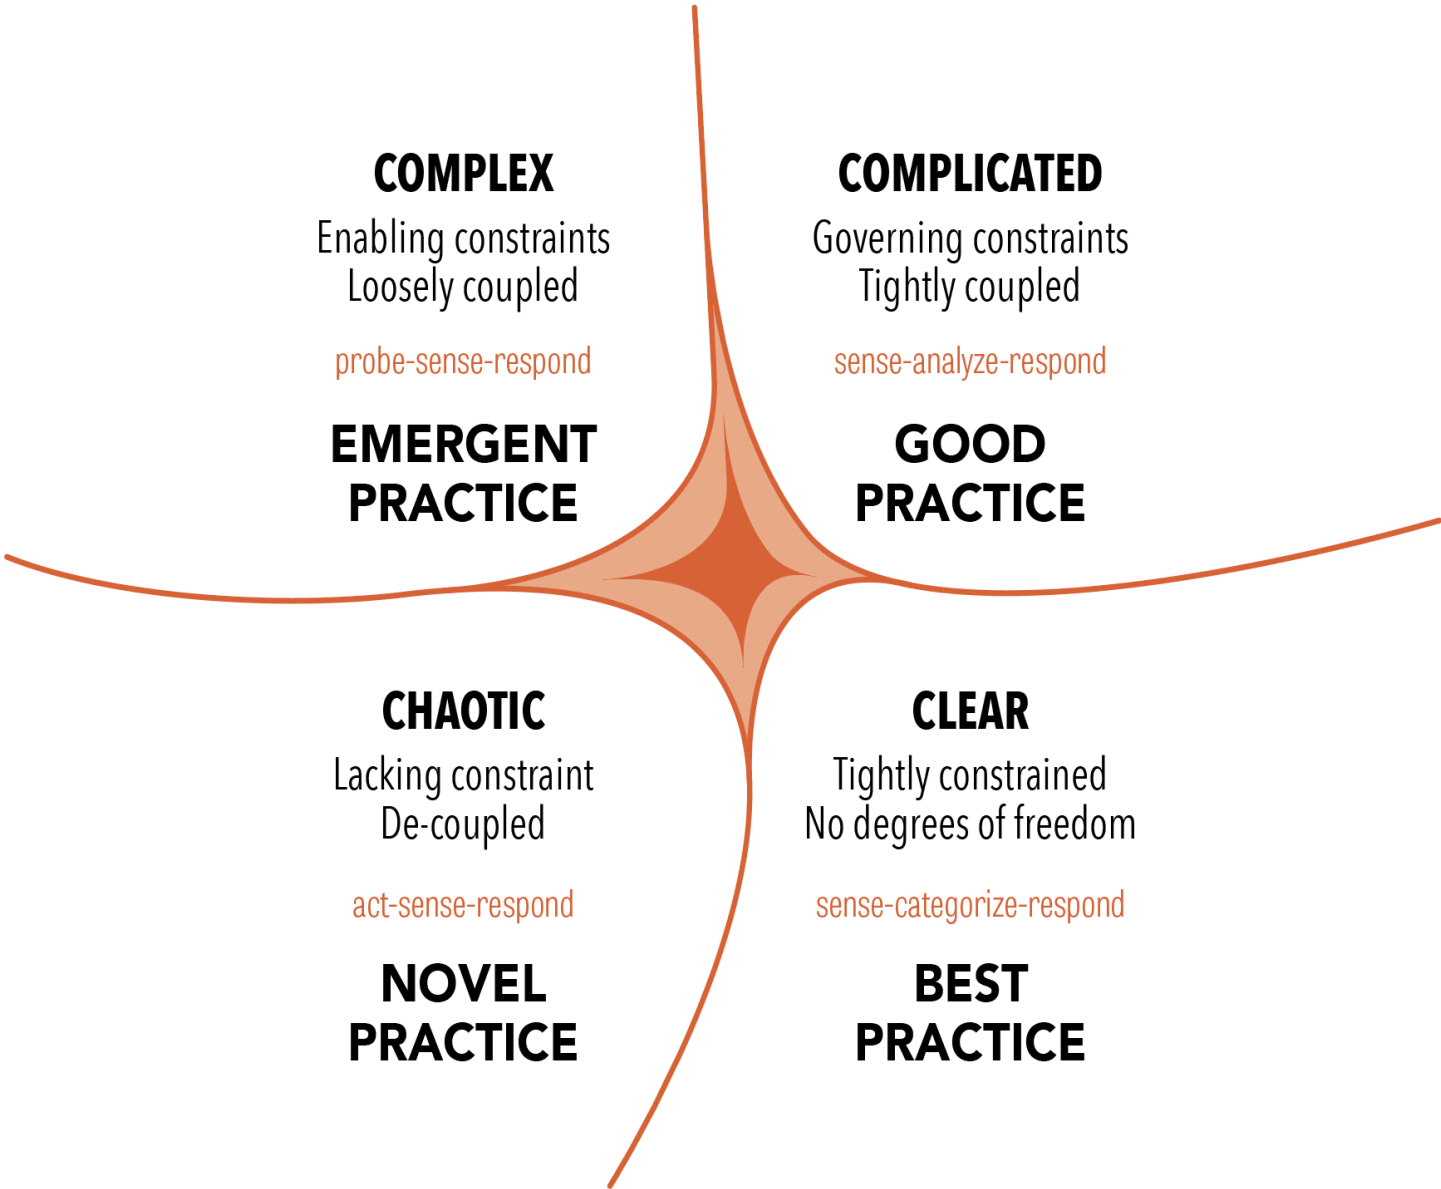 COMPLEX
Enabling constraints
Loosely coupled
probe-sense-respond
EMERGENT
PRACTICE
COMPLICATED
Governing constraints
Tightly coupled
sense-analyze-respond
GOOD
PRACTICE
CHAOTIC
Lacking constraint
De-coupled
act-sense-respond
NOVEL
PRACTICE
CLEAR
Tightly constrained
No degrees of freedom
sense-categorize-respond
BEST
PRACTICE